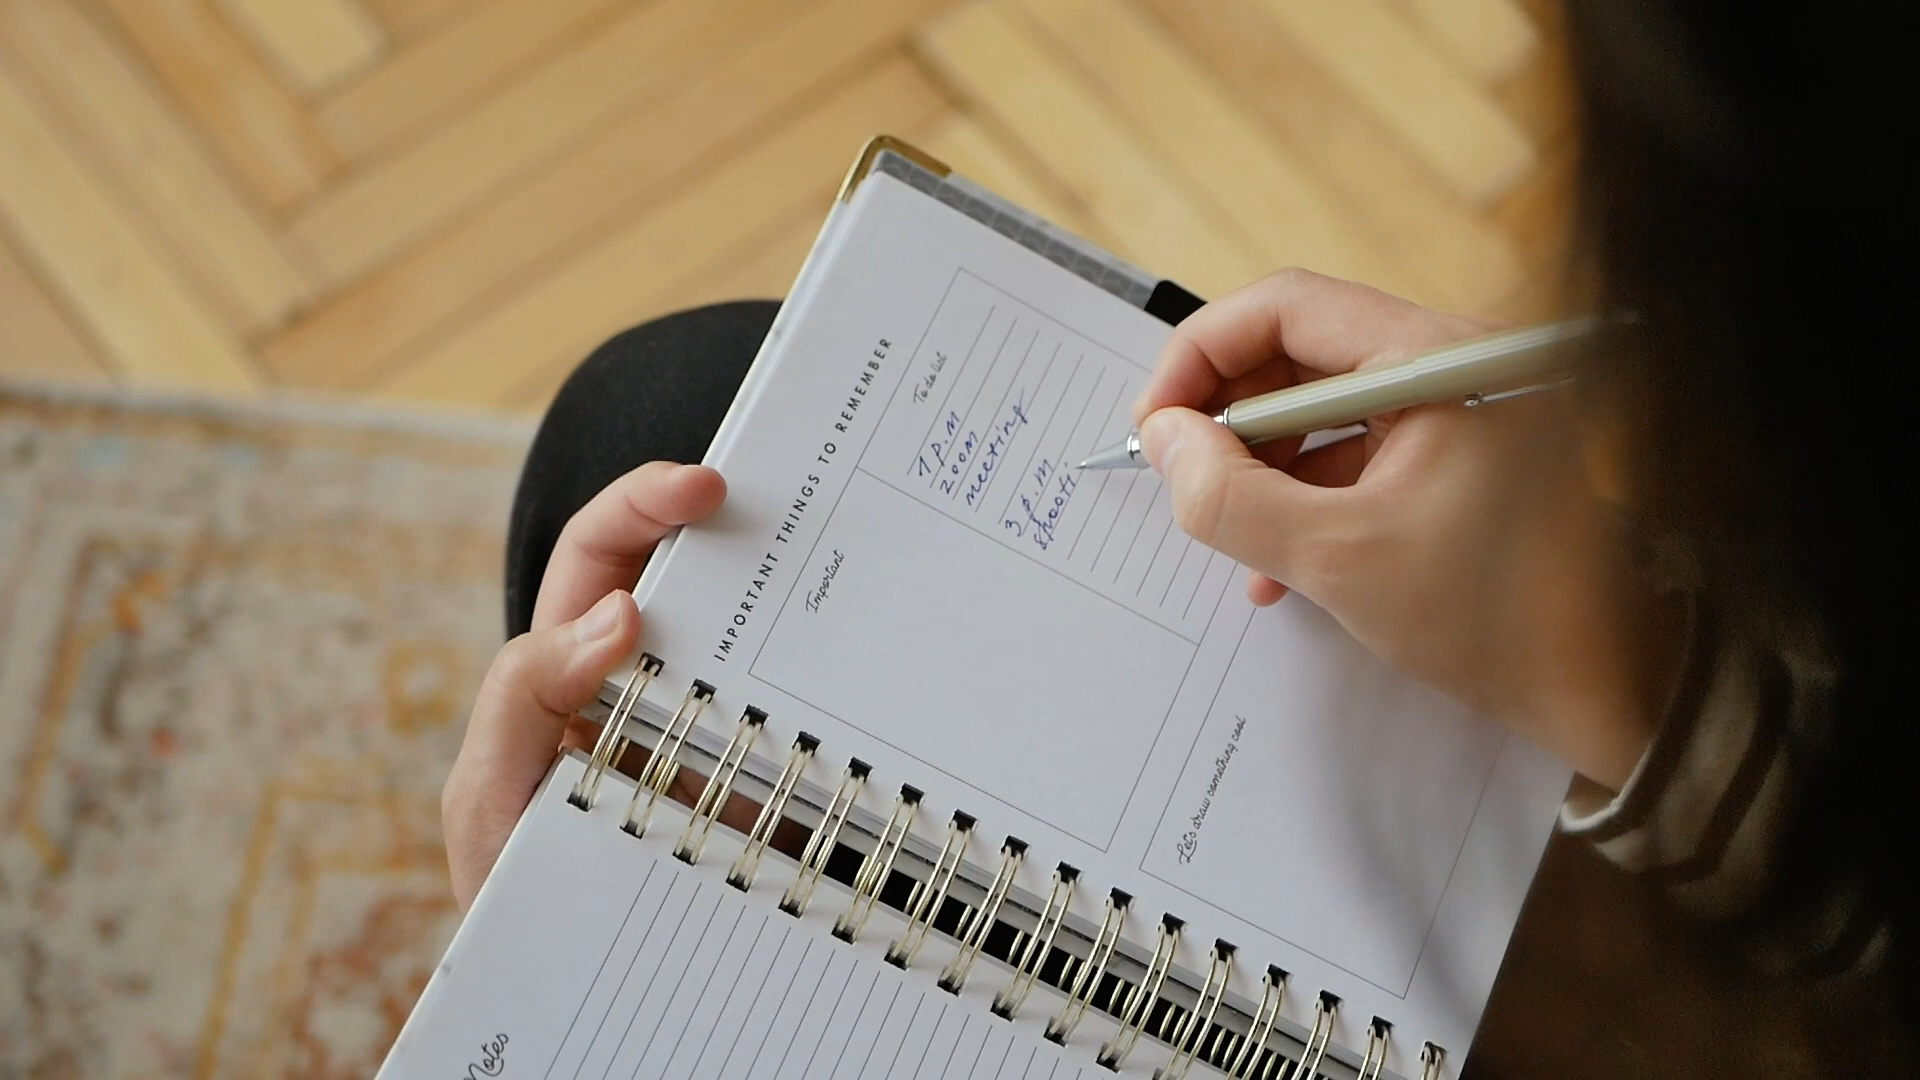 IMPORTANT THINGS TO REMEMBER
To do list
1 P.M
ZOOM
meeting
3 P.M
Shooti
Important
Let's draw something cool
Notes